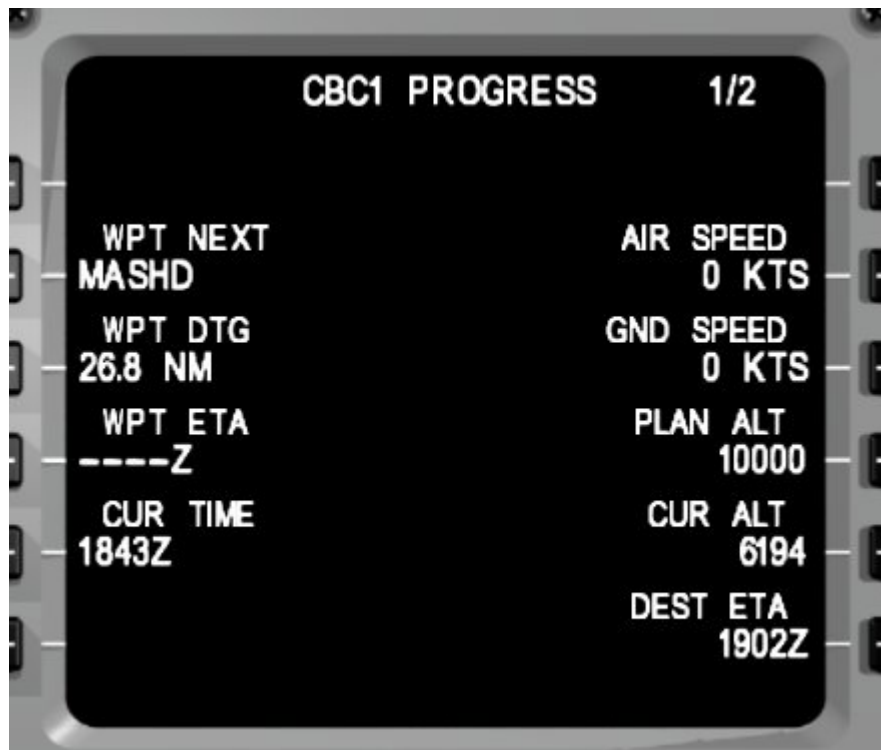 CBC1 PROGRESS 1/2
WPT NEXT AIR SPEED
MASHD 0 KTS
WPT DTG GND SPEED
26.8 NM 0 KTS
WPT ETA PLAN ALT
----Z 10000
CUR TIME CUR ALT
1843Z 6194
DEST ETA
1902Z